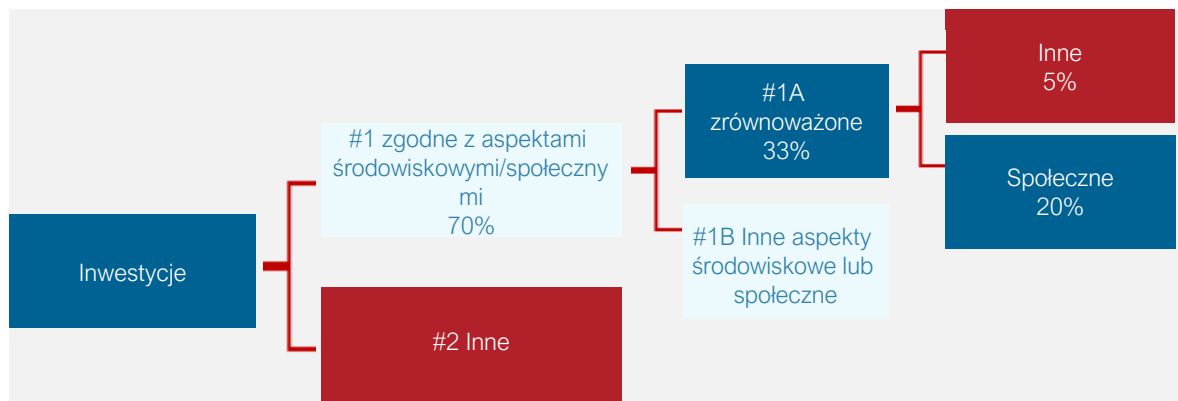 Inwestycje
#1 zgodne z aspektami
środowiskowymi/społeczny
mi
70%
#2 Inne
#1A
zrównoważone
33%
#1B Inne aspekty
środowiskowe lub
społeczne
Inne
5%
Społeczne
20%